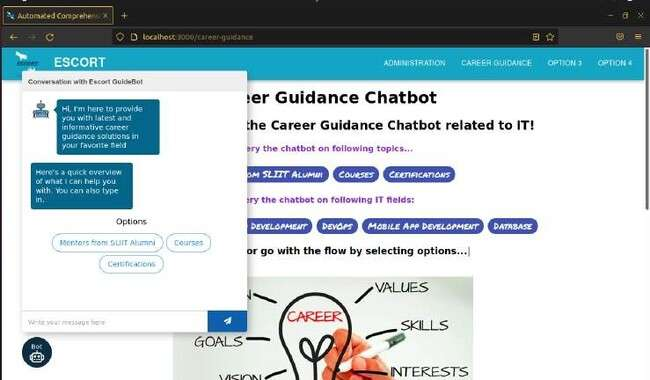 Automated Comprehens
localhost:3000/career-guidance
ESCORT
ADMINISTRATION
CAREER GUIDANCE
OPTION 3
OPTION 4
Conversation with Escort GuideBot
Hi, I'm here to provide
you with latest and
informative career
guidance solutions in
your favorite field
Here's a quick overview
of what I can help you
with. You can also type
in.
Options
Mentors from SLIIT Alumni
Courses
Certifications
Write your message here
Bot
eer Guidance Chatbot
the Career Guidance Chatbot related to IT!
ery the chatbot on following topics...
om SLIIT Alumni
Courses
Certifications
ery the chatbot on following IT fields:
Development
DevOps
Mobile App Development
Database
or go with the flow by selecting options...
CAREER
VALUES
SKILLS
INTERESTS
GOALS
VISION